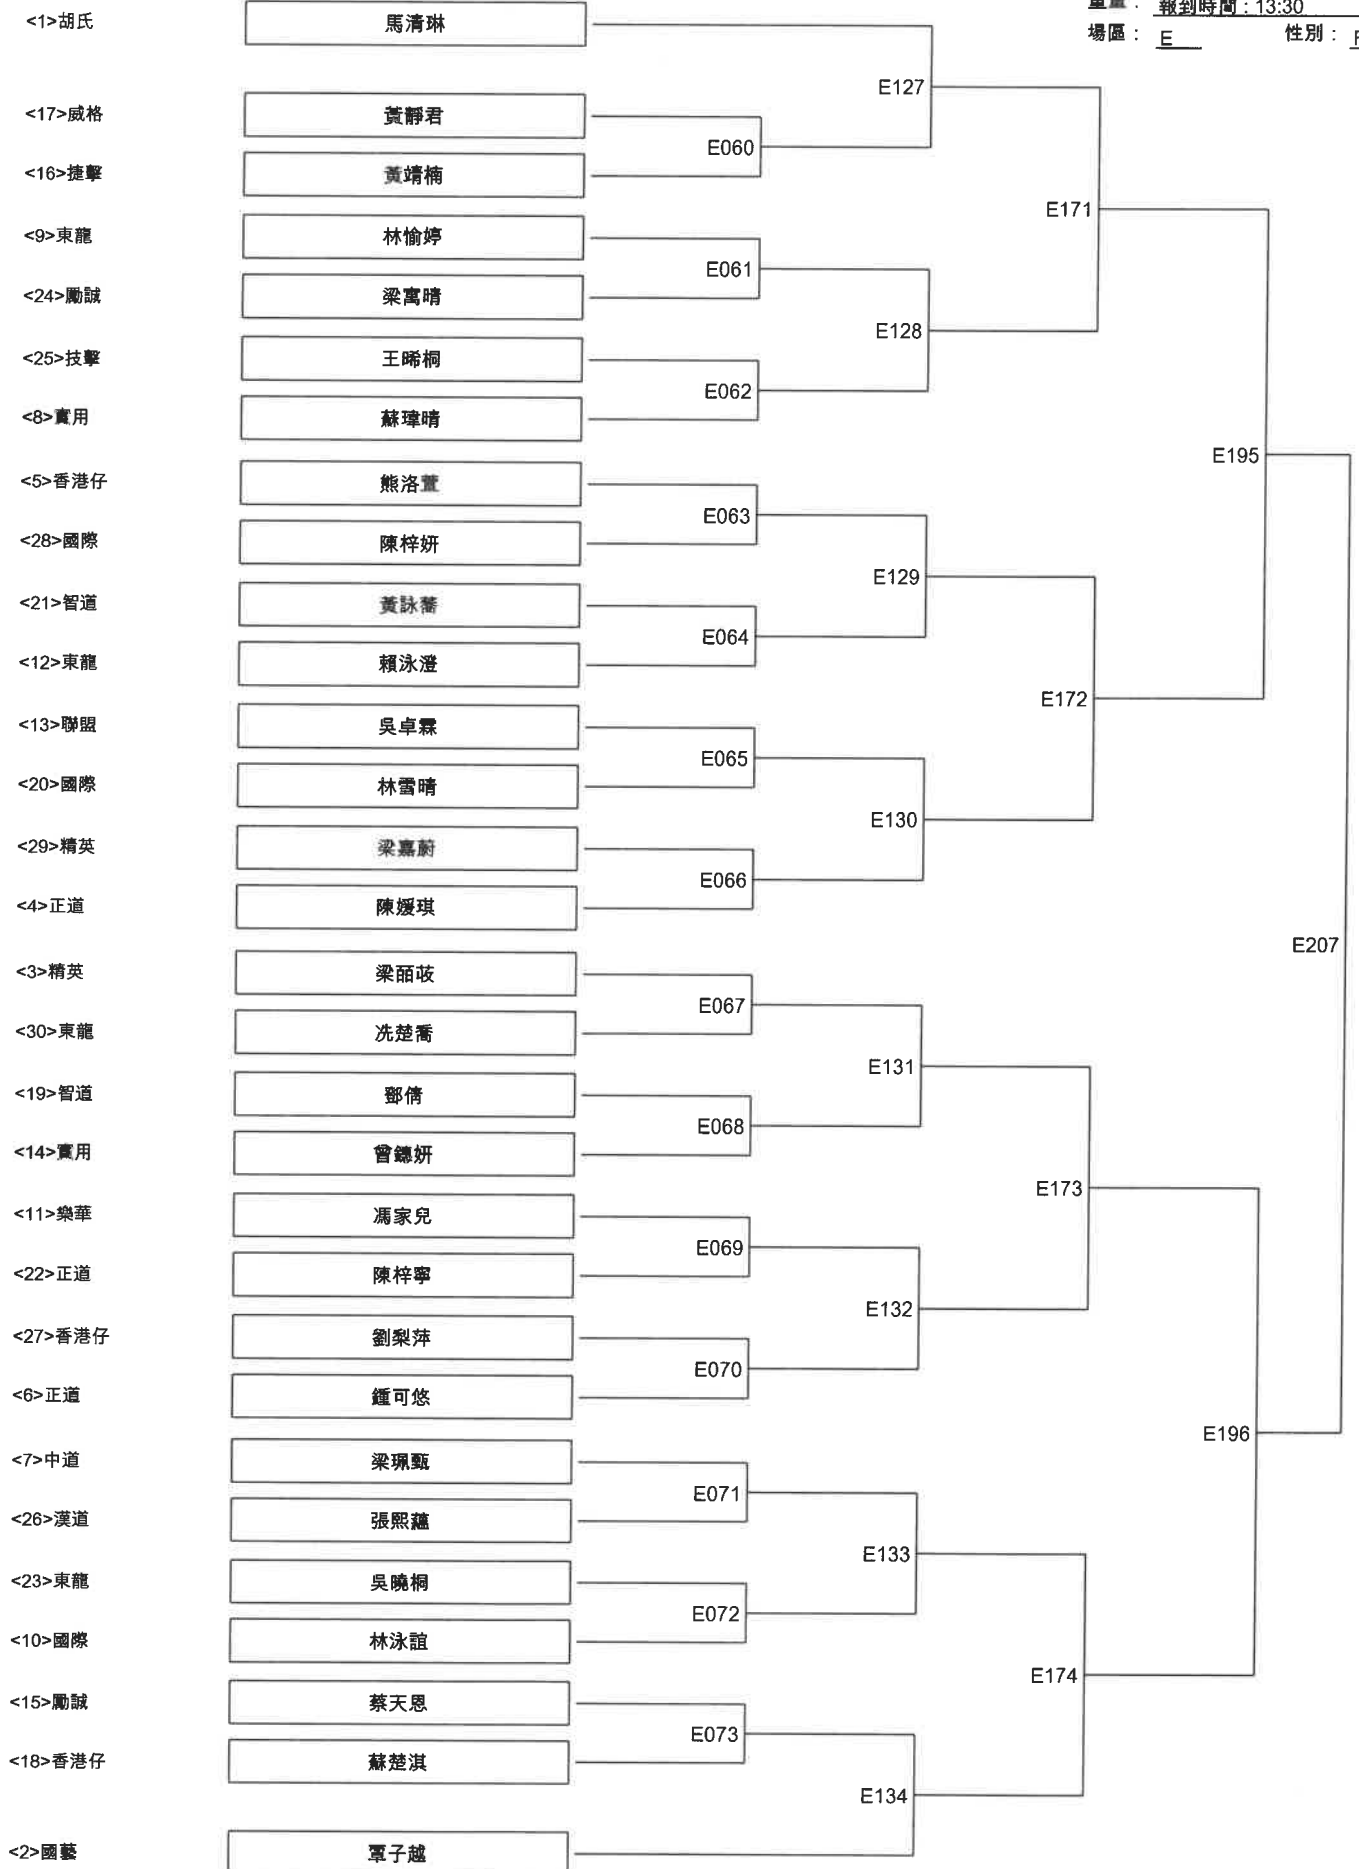 重量： 報到時間 : 13:30
場區： E 性別：
<1>胡氏 馬清琳
E127
<17>威格 黃靜君
E060
<16>捷擊 黃靖楠
E171
<9>東龍 林愉婷
E061
<24>勵誠 梁寓晴
E128
<25>技擊 王晞桐
E062
<8>實用 蘇瑋晴
E195
<5>香港仔 熊洛萱
E063
<28>國際 陳梓妍
E129
<21>智道 黃詠蕎
E064
<12>東龍 賴泳澄
E172
<13>聯盟 吳卓霖
E065
<20>國際 林雪晴
E130
<29>精英 梁嘉蔚
E066
<4>正道 陳媛琪
E207
<3>精英 梁皕苃
E067
<30>東龍 冼楚喬
E131
<19>智道 鄧倩
E068
<14>實用 曾鏸妍
E173
<11>樂華 馮家兒
E069
<22>正道 陳梓寧
E132
<27>香港仔 劉梨萍
E070
<6>正道 鍾可悠
E196
<7>中道 梁珮甄
E071
<26>漢道 張熙蘊
E133
<23>東龍 吳曉桐
E072
<10>國際 林泳誼
E174
<15>勵誠 蔡天恩
E073
<18>香港仔 蘇楚淇
E134
<2>國藝 覃子越